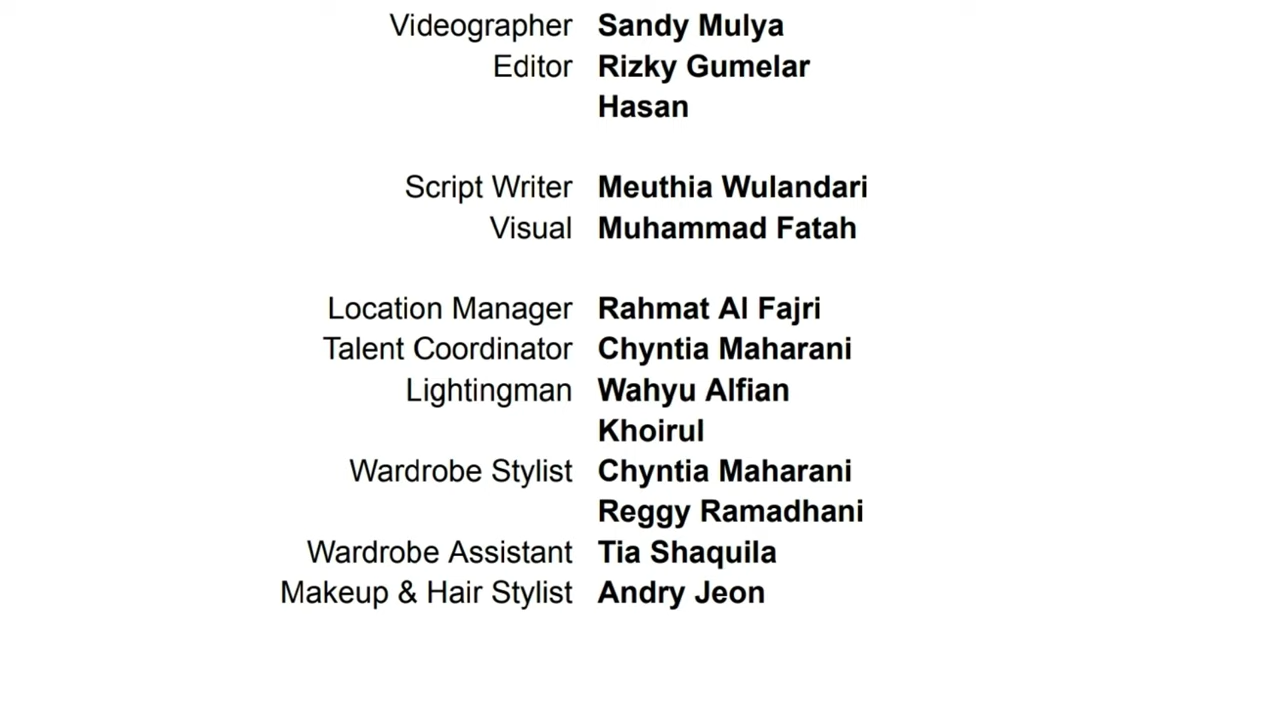 Videographer Sandy Mulya
Editor Rizky Gumelar
Hasan
Script Writer Meuthia Wulandari
Visual Muhammad Fatah
Location Manager Rahmat Al Fajri
Talent Coordinator Chyntia Maharani
Lightingman Wahyu Alfian
Khoirul
Wardrobe Stylist Chyntia Maharani
Reggy Ramadhani
Wardrobe Assistant Tia Shaquila
Makeup & Hair Stylist Andry Jeon